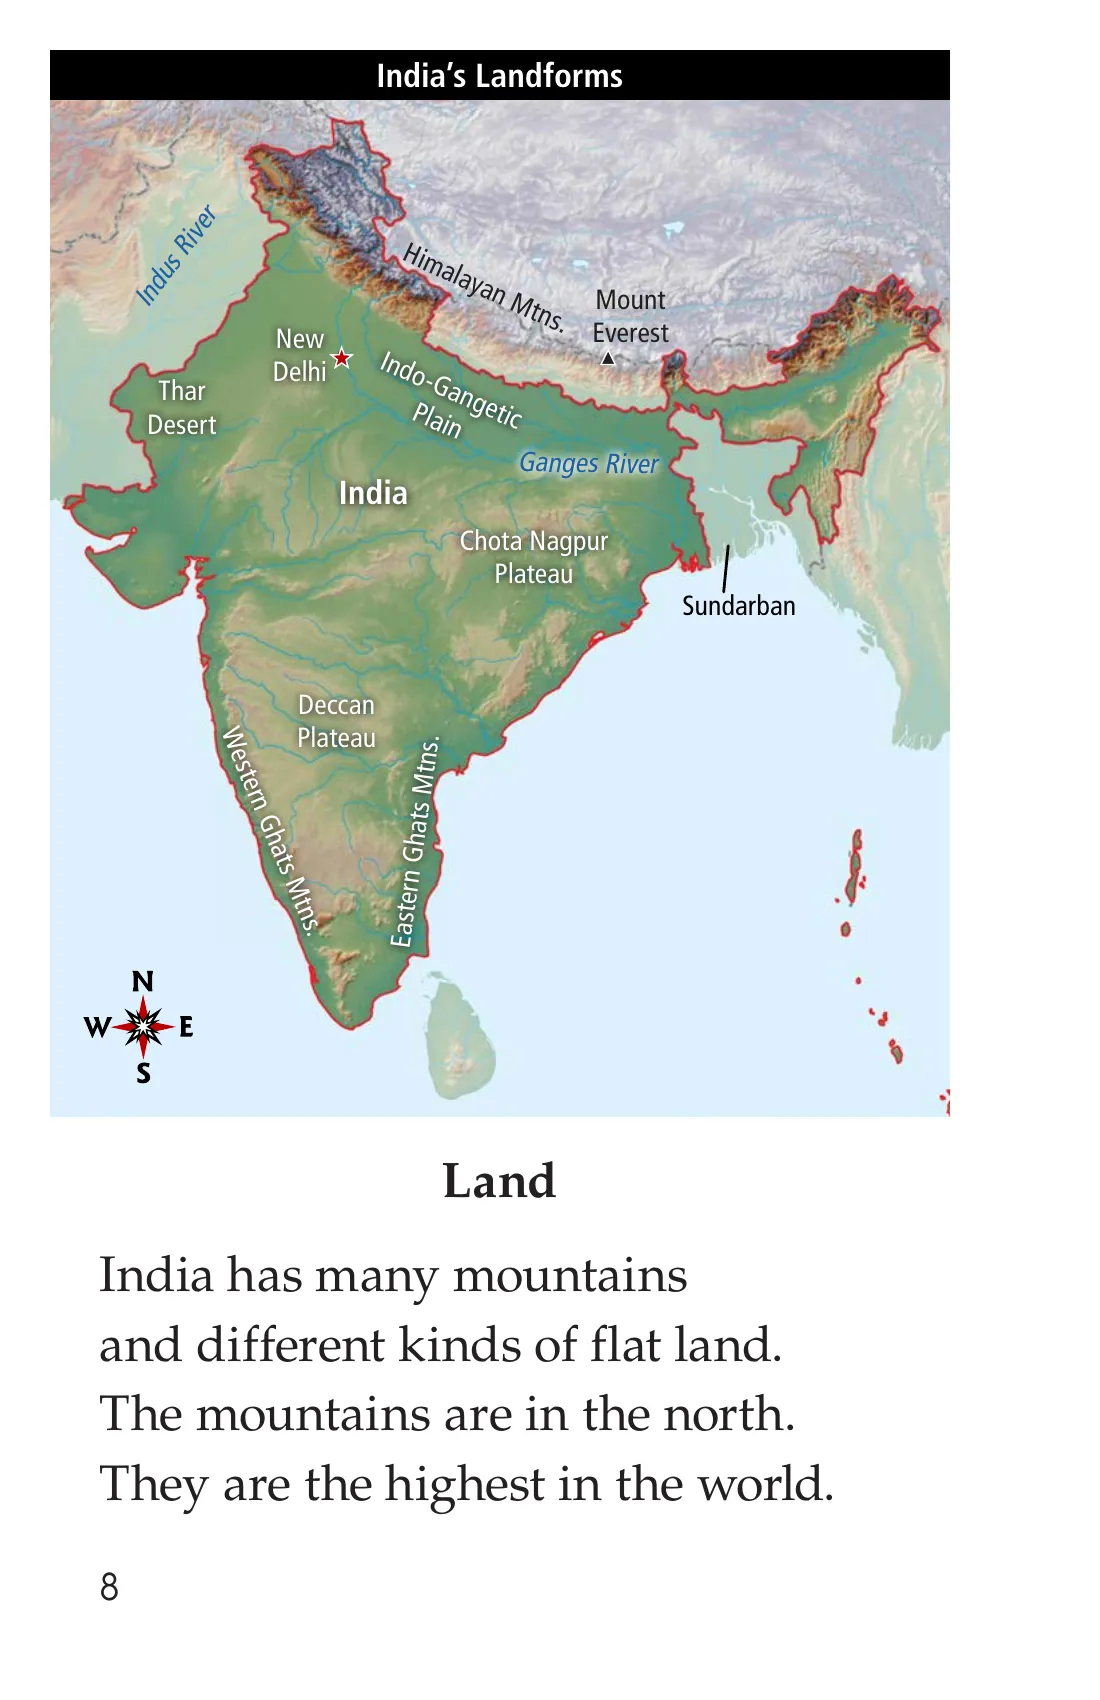 India’s Landforms
Indus River
Himalayan Mtns.
Mount
Everest
New
Delhi
Indo-Gangetic
Plain
Thar
Desert
Ganges River
India
Chota Nagpur
Plateau
Sundarban
Deccan
Plateau
Western Ghats Mtns.
Eastern Ghats Mtns.
N
W
E
S
Land
India has many mountains
and different kinds of flat land.
The mountains are in the north.
They are the highest in the world.
8